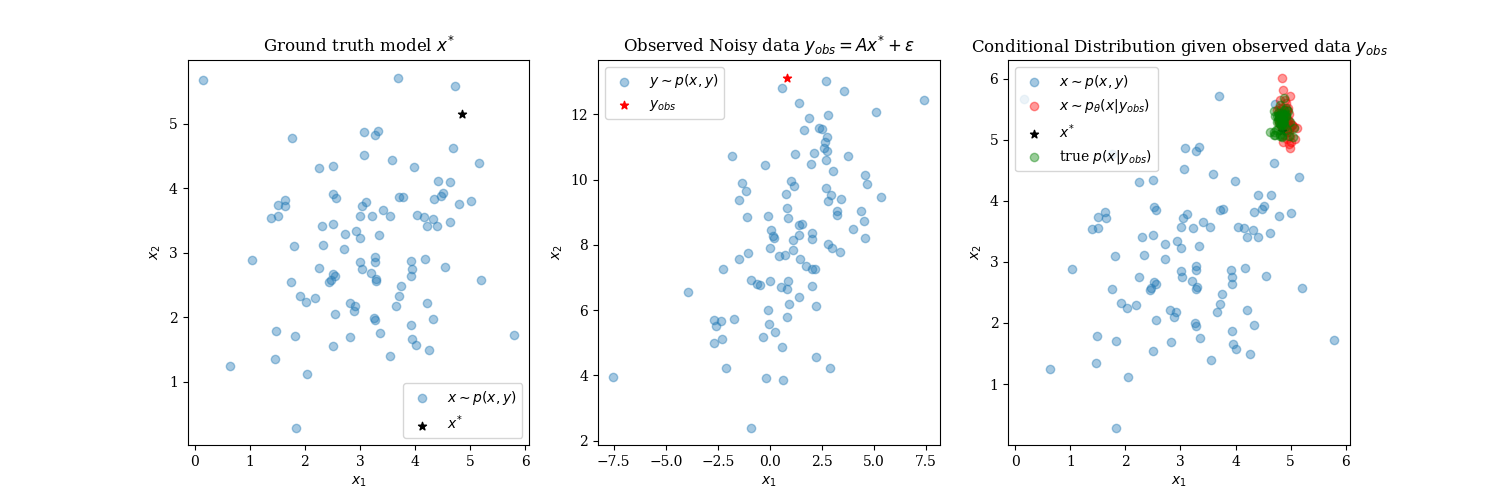 Ground truth model x*
x₂
5
4
3
2
1
0 1 2 3 4 5 6
x₁
x ∼ p(x, y)
x*
Observed Noisy data y_obs = Ax* + ε
x₂
12
10
8
6
4
2
−7.5 −5.0 −2.5 0.0 2.5 5.0 7.5
x₁
y ∼ p(x, y)
y_obs
Conditional Distribution given observed data y_obs
x₂
6
5
4
3
2
1
0 1 2 3 4 5 6
x₁
x ∼ p(x, y)
x ∼ p_θ(x|y_obs)
x*
true p(x|y_obs)